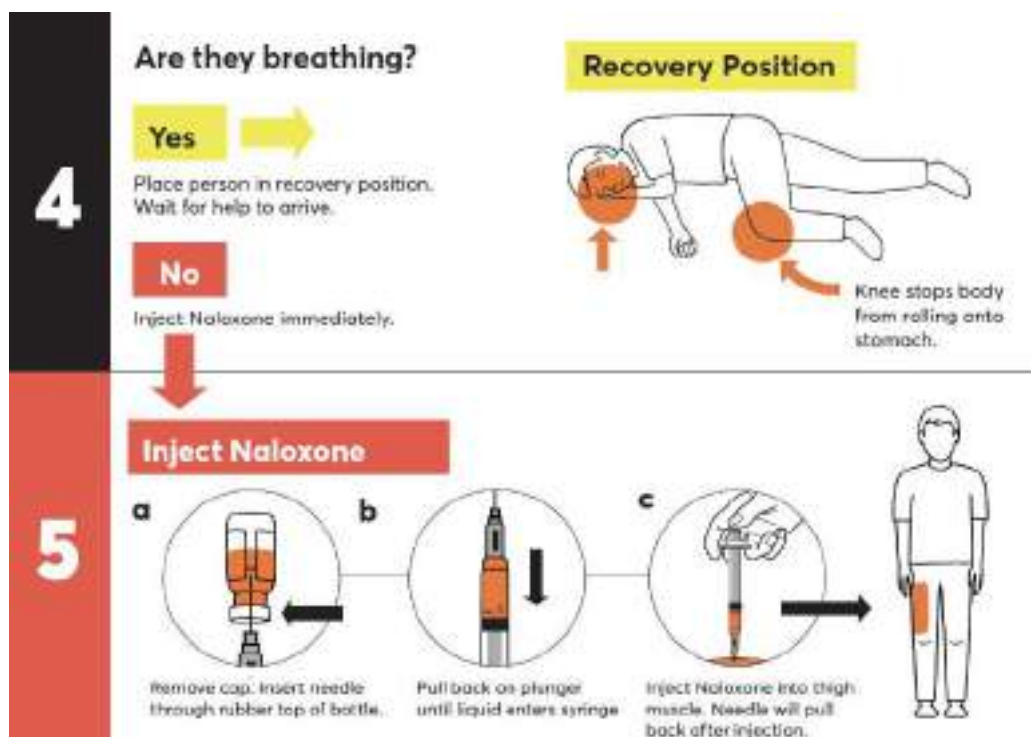 4
Are they breathing?
Yes
Place person in recovery position.
Wait for help to arrive.
No
Inject Naloxone immediately.
Recovery Position
Knee stops body
from rolling onto
stomach.
5
Inject Naloxone
a
Remove cap. Insert needle
through rubber top of bottle.
b
Pull back on plunger
until liquid enters syringe
c
Inject Naloxone into thigh
muscle. Needle will pull
back after injection.